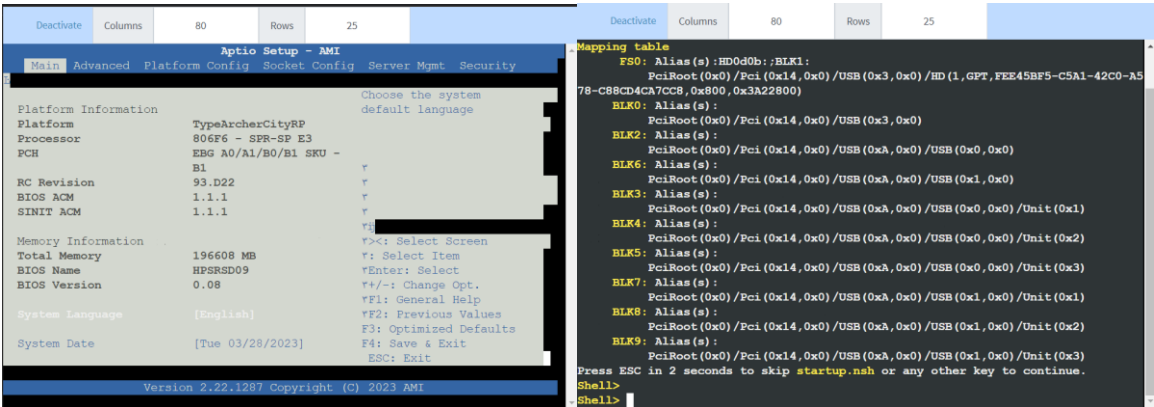 Deactivate Columns 80 Rows 25
Aptio Setup - AMI
Main Advanced Platform Config Socket Config Server Mgmt Security
Choose the system
Platform Information default language
Platform TypeArcherCityRP
Processor 806F6 - SPR-SP E3
PCH EBG A0/A1/B0/B1 SKU -
B1
RC Revision 93.D22
BIOS ACM 1.1.1
SINIT ACM 1.1.1
Memory Information ><: Select Screen
Total Memory 196608 MB : Select Item
BIOS Name HPSRSD09 Enter: Select
BIOS Version 0.08 +/-: Change Opt.
F1: General Help
System Language [English] F2: Previous Values
F3: Optimized Defaults
System Date [Tue 03/28/2023] F4: Save & Exit
ESC: Exit
Version 2.22.1287 Copyright (C) 2023 AMI
Deactivate Columns 80 Rows 25
Mapping table
FS0: Alias(s):HD0d0b:;BLK1:
PciRoot(0x0)/Pci(0x14,0x0)/USB(0x3,0x0)/HD(1,GPT,FEE45BF5-C5A1-42C0-A5
78-C88CD4CA7CC8,0x800,0x3A22800)
BLK0: Alias(s):
PciRoot(0x0)/Pci(0x14,0x0)/USB(0x3,0x0)
BLK2: Alias(s):
PciRoot(0x0)/Pci(0x14,0x0)/USB(0xA,0x0)/USB(0x0,0x0)
BLK6: Alias(s):
PciRoot(0x0)/Pci(0x14,0x0)/USB(0xA,0x0)/USB(0x1,0x0)
BLK3: Alias(s):
PciRoot(0x0)/Pci(0x14,0x0)/USB(0xA,0x0)/USB(0x0,0x0)/Unit(0x1)
BLK4: Alias(s):
PciRoot(0x0)/Pci(0x14,0x0)/USB(0xA,0x0)/USB(0x0,0x0)/Unit(0x2)
BLK5: Alias(s):
PciRoot(0x0)/Pci(0x14,0x0)/USB(0xA,0x0)/USB(0x0,0x0)/Unit(0x3)
BLK7: Alias(s):
PciRoot(0x0)/Pci(0x14,0x0)/USB(0xA,0x0)/USB(0x1,0x0)/Unit(0x1)
BLK8: Alias(s):
PciRoot(0x0)/Pci(0x14,0x0)/USB(0xA,0x0)/USB(0x1,0x0)/Unit(0x2)
BLK9: Alias(s):
PciRoot(0x0)/Pci(0x14,0x0)/USB(0xA,0x0)/USB(0x1,0x0)/Unit(0x3)
Press ESC in 2 seconds to skip startup.nsh or any other key to continue.
Shell>
Shell>